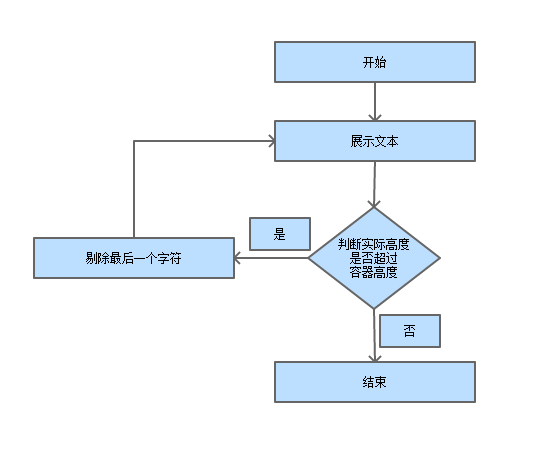 开始
展示文本
判断实际高度
是否超过
容器高度
是
剔除最后一个字符
否
结束